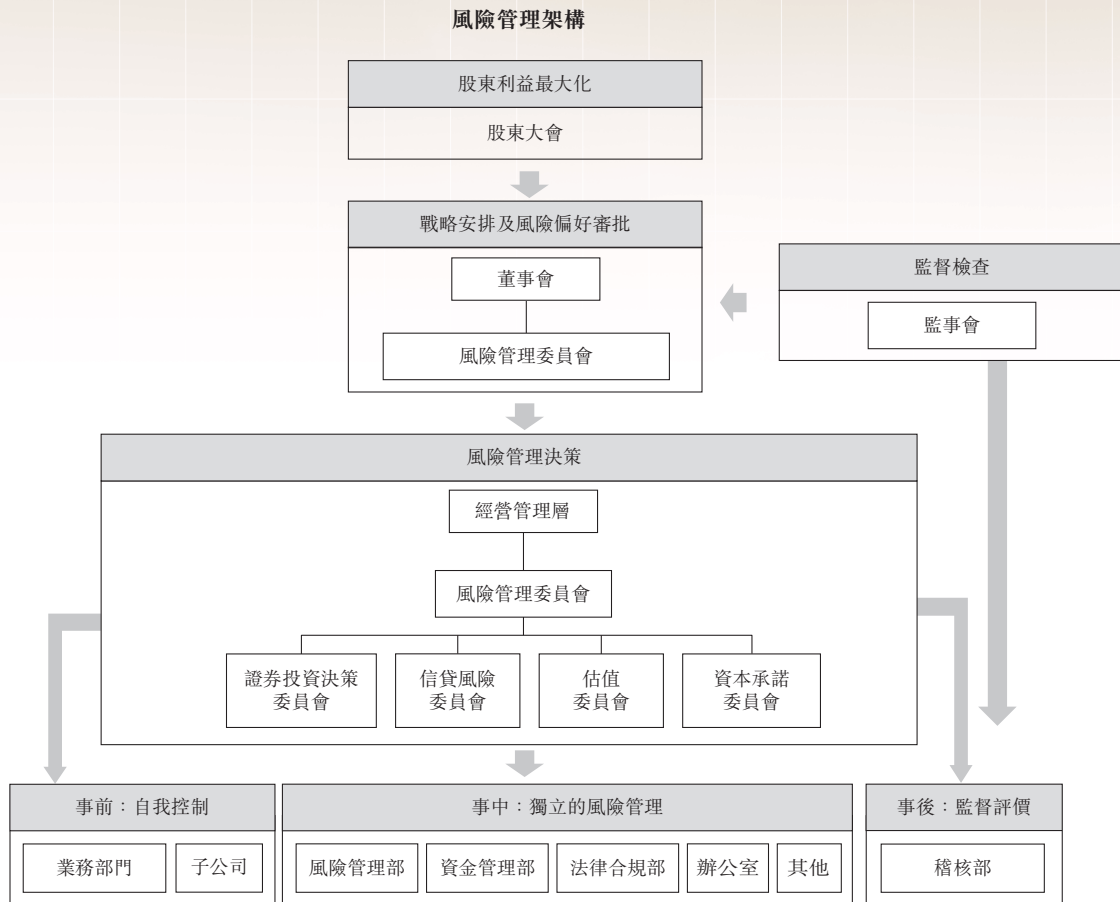 風險管理架構
股東利益最大化
股東大會
戰略安排及風險偏好審批
董事會
風險管理委員會
監督檢查
監事會
風險管理決策
經營管理層
風險管理委員會
證券投資決策
委員會
信貸風險
委員會
估值
委員會
資本承諾
委員會
事前：自我控制
業務部門
子公司
事中：獨立的風險管理
風險管理部
資金管理部
法律合規部
辦公室
其他
事後：監督評價
稽核部